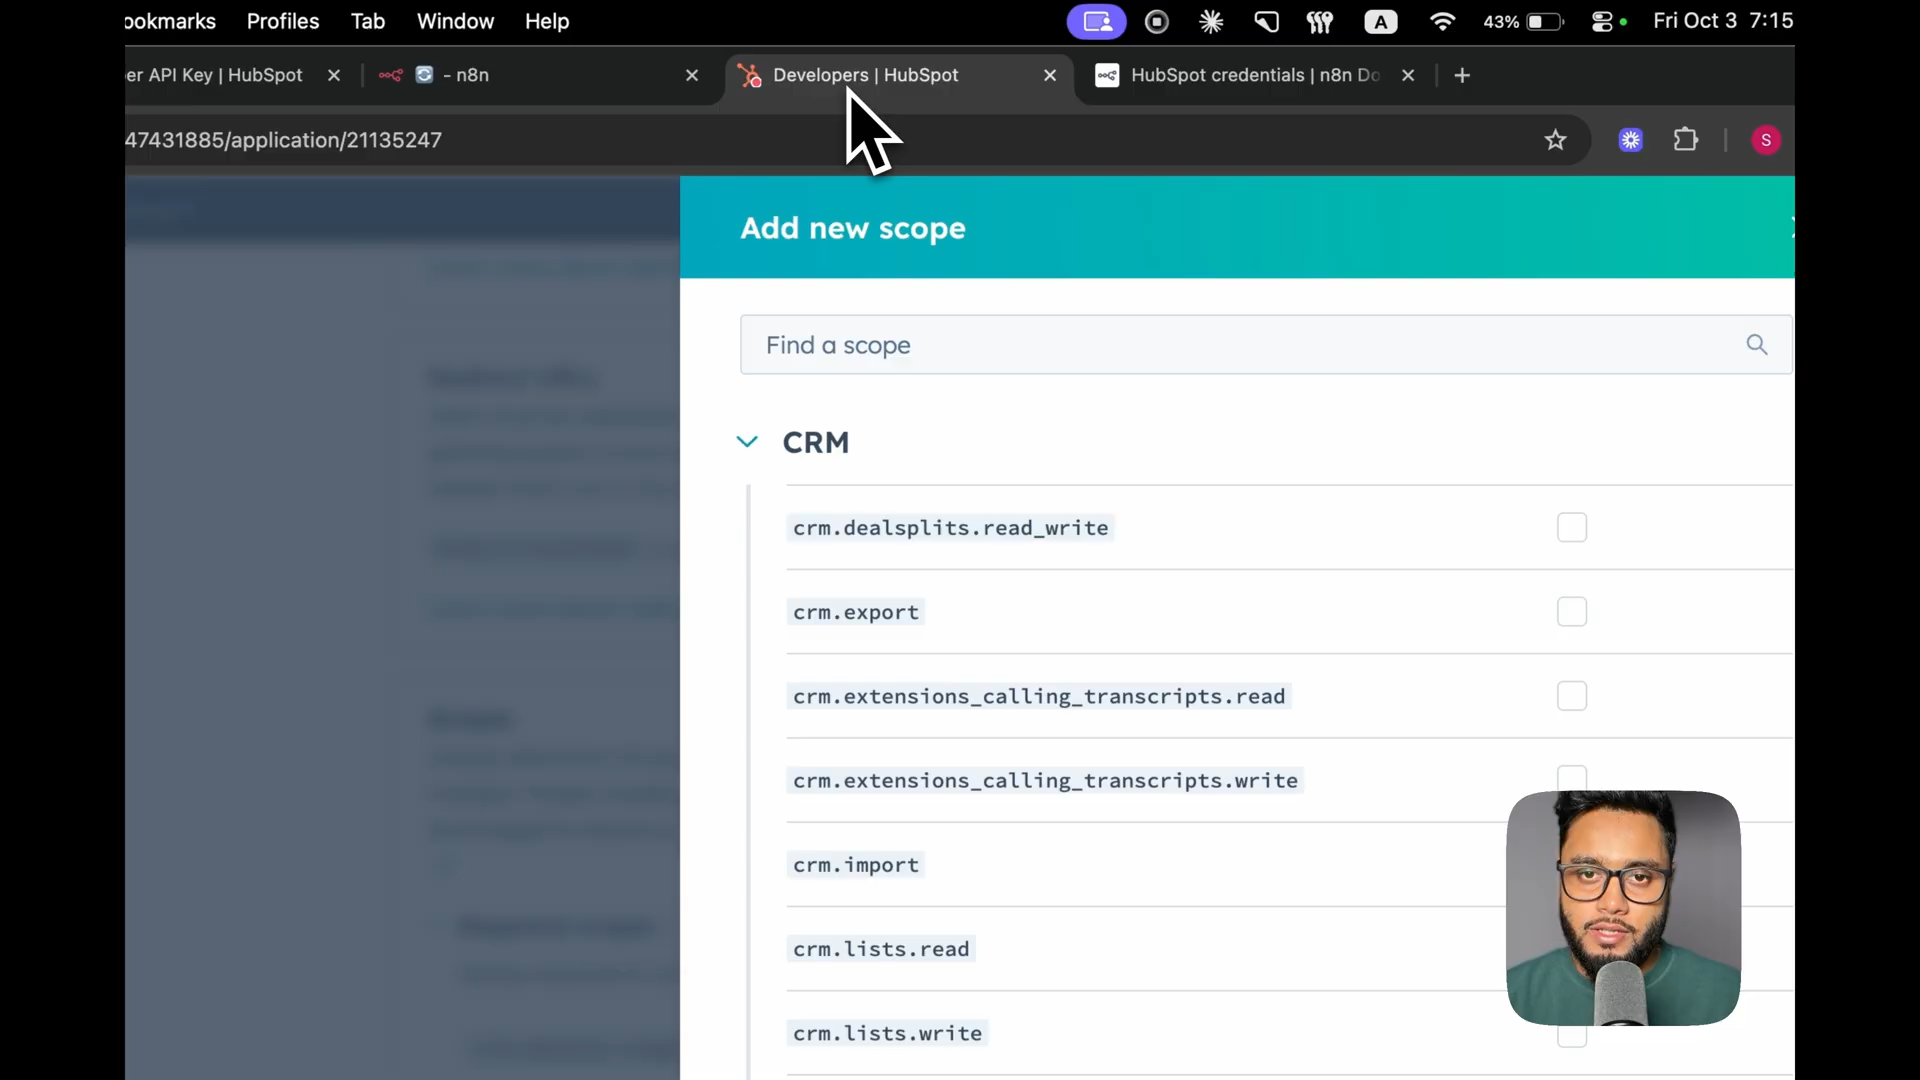 ookmarks Profiles Tab Window Help A 43% Fri Oct 3 7:15
er API Key | HubSpot - n8n Developers | HubSpot HubSpot credentials | n8n Do
47431885/application/21135247 S
Add new scope
Find a scope
CRM
crm.dealsplits.read_write
crm.export
crm.extensions_calling_transcripts.read
crm.extensions_calling_transcripts.write
crm.import
crm.lists.read
crm.lists.write